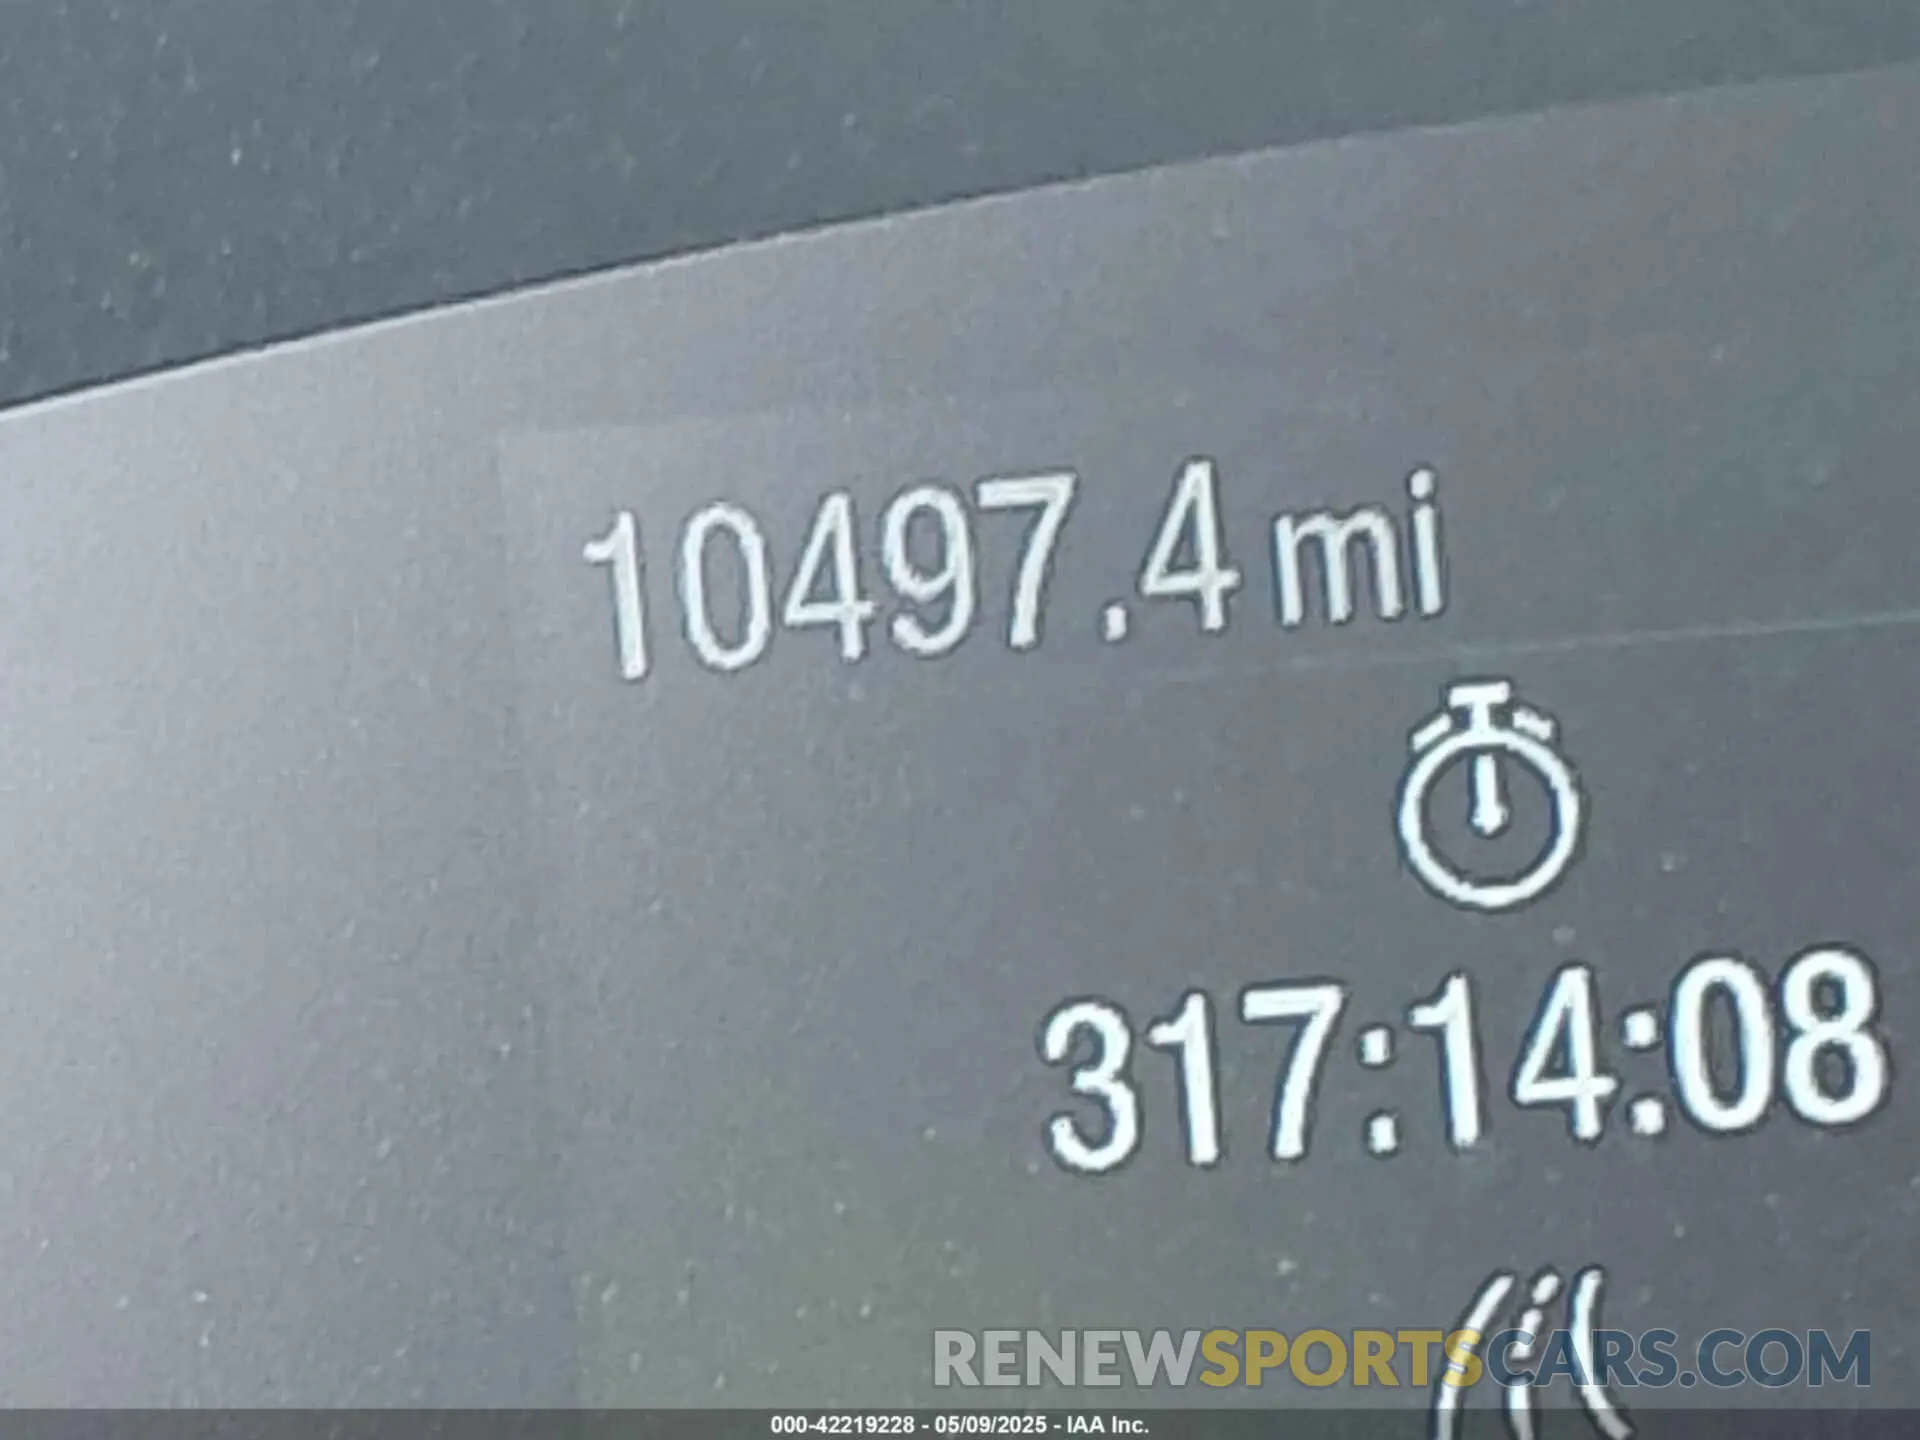 10497.4 mi
317:14:08
RENEWSPORTSCARS.COM
000-42219228 - 05/09/2025 - IAA Inc.